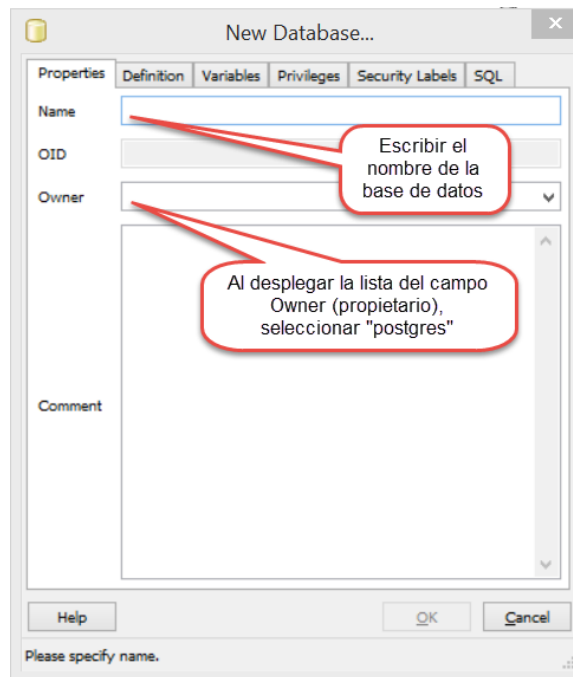 New Database...
Properties Definition Variables Privileges Security Labels SQL
Name
Escribir el
nombre de la
base de datos
OID
Owner
Al desplegar la lista del campo
Owner (propietario),
seleccionar "postgres"
Comment
Help OK Cancel
Please specify name.